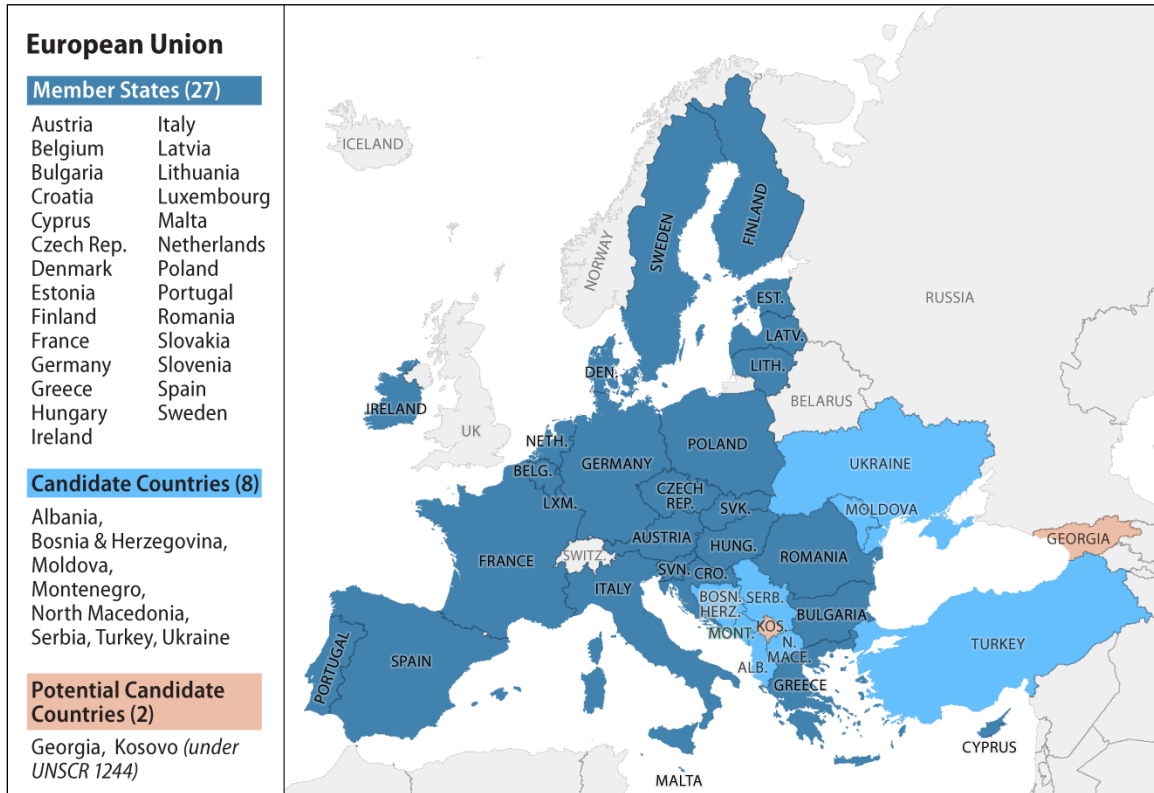 European Union
Member States (27)
Austria
Belgium
Bulgaria
Croatia
Cyprus
Czech Rep.
Denmark
Estonia
Finland
France
Germany
Greece
Hungary
Ireland
Italy
Latvia
Lithuania
Luxembourg
Malta
Netherlands
Poland
Portugal
Romania
Slovakia
Slovenia
Spain
Sweden
Candidate Countries (8)
Albania,
Bosnia & Herzegovina,
Moldova,
Montenegro,
North Macedonia,
Serbia, Turkey, Ukraine
Potential Candidate
Countries (2)
Georgia, Kosovo (under
UNSCR 1244)
ICELAND
NORWAY
SWEDEN
FINLAND
RUSSIA
EST.
LATV.
LITH.
DEN.
BELARUS
IRELAND
UK
NETH.
POLAND
BELG.
GERMANY
UKRAINE
LXM.
CZECH
REP.
SVK.
MOLDOVA
AUSTRIA
HUNG.
GEORGIA
FRANCE
SWITZ.
ROMANIA
SVN.
CRO.
ITALY
BOSN.
HERZ.
SERB.
BULGARIA
MONT.
KOS.
N.
MACE.
TURKEY
PORTUGAL
SPAIN
ALB.
GREECE
CYPRUS
MALTA